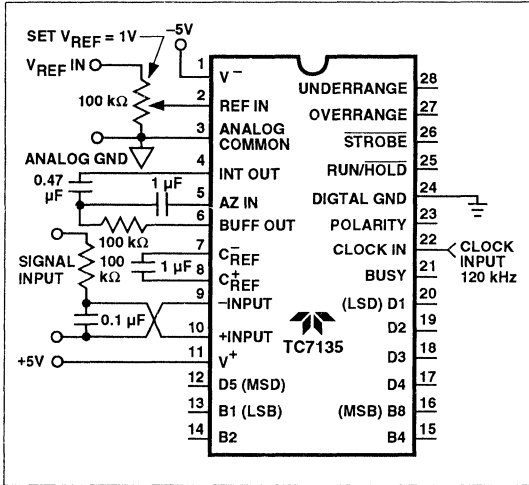 SET VREF = 1V
–5V
VREF IN
100 kΩ
ANALOG GND
0.47
µF
1 µF
100 kΩ
SIGNAL
INPUT
100
kΩ
1 µF
0.1 µF
+5V
1 V–
2 REF IN
3 ANALOG
COMMON
4 INT OUT
5 AZ IN
6 BUFF OUT
7 C–REF
8 C+REF
9 –INPUT
10 +INPUT
11 V+
12 D5 (MSD)
13 B1 (LSB)
14 B2
TC7135
UNDERRANGE 28
OVERRANGE 27
STROBE 26
RUN/HOLD 25
DIGTAL GND 24
POLARITY 23
CLOCK IN 22
CLOCK
INPUT
120 kHz
BUSY 21
(LSD) D1 20
D2 19
D3 18
D4 17
(MSB) B8 16
B4 15